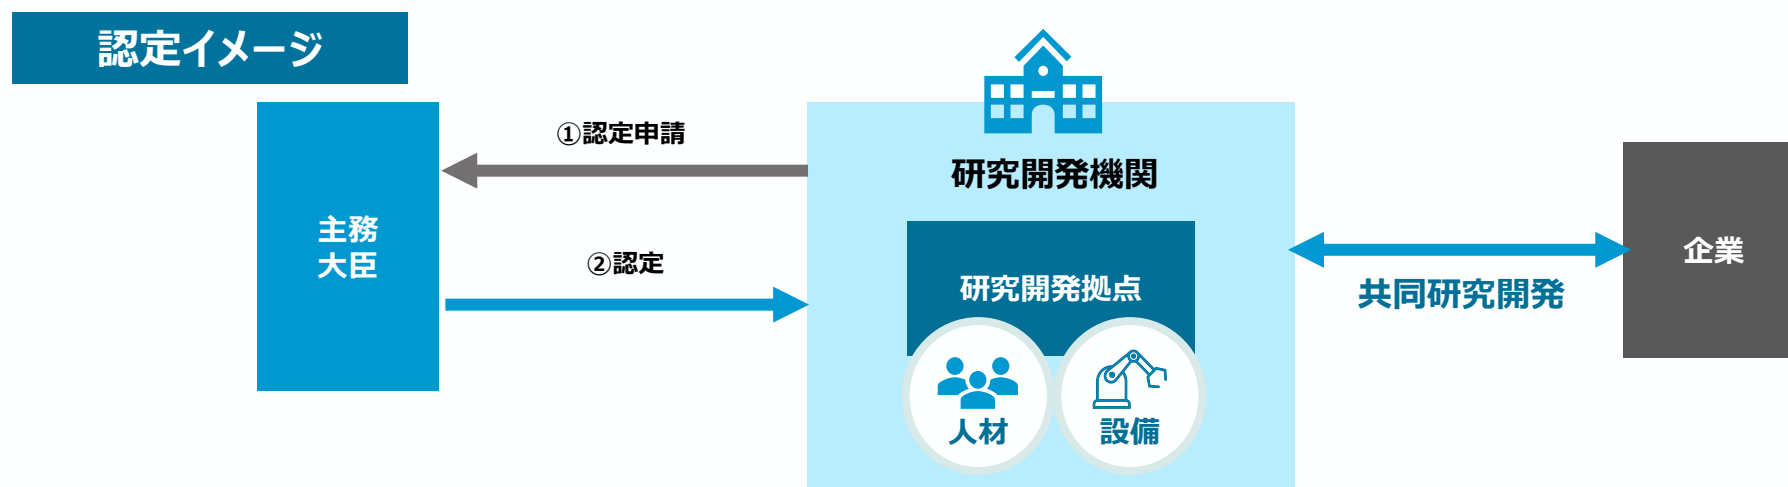 認定イメージ
①認定申請
研究開発機関
主務
大臣
②認定
企業
研究開発拠点
共同研究開発
人材
設備